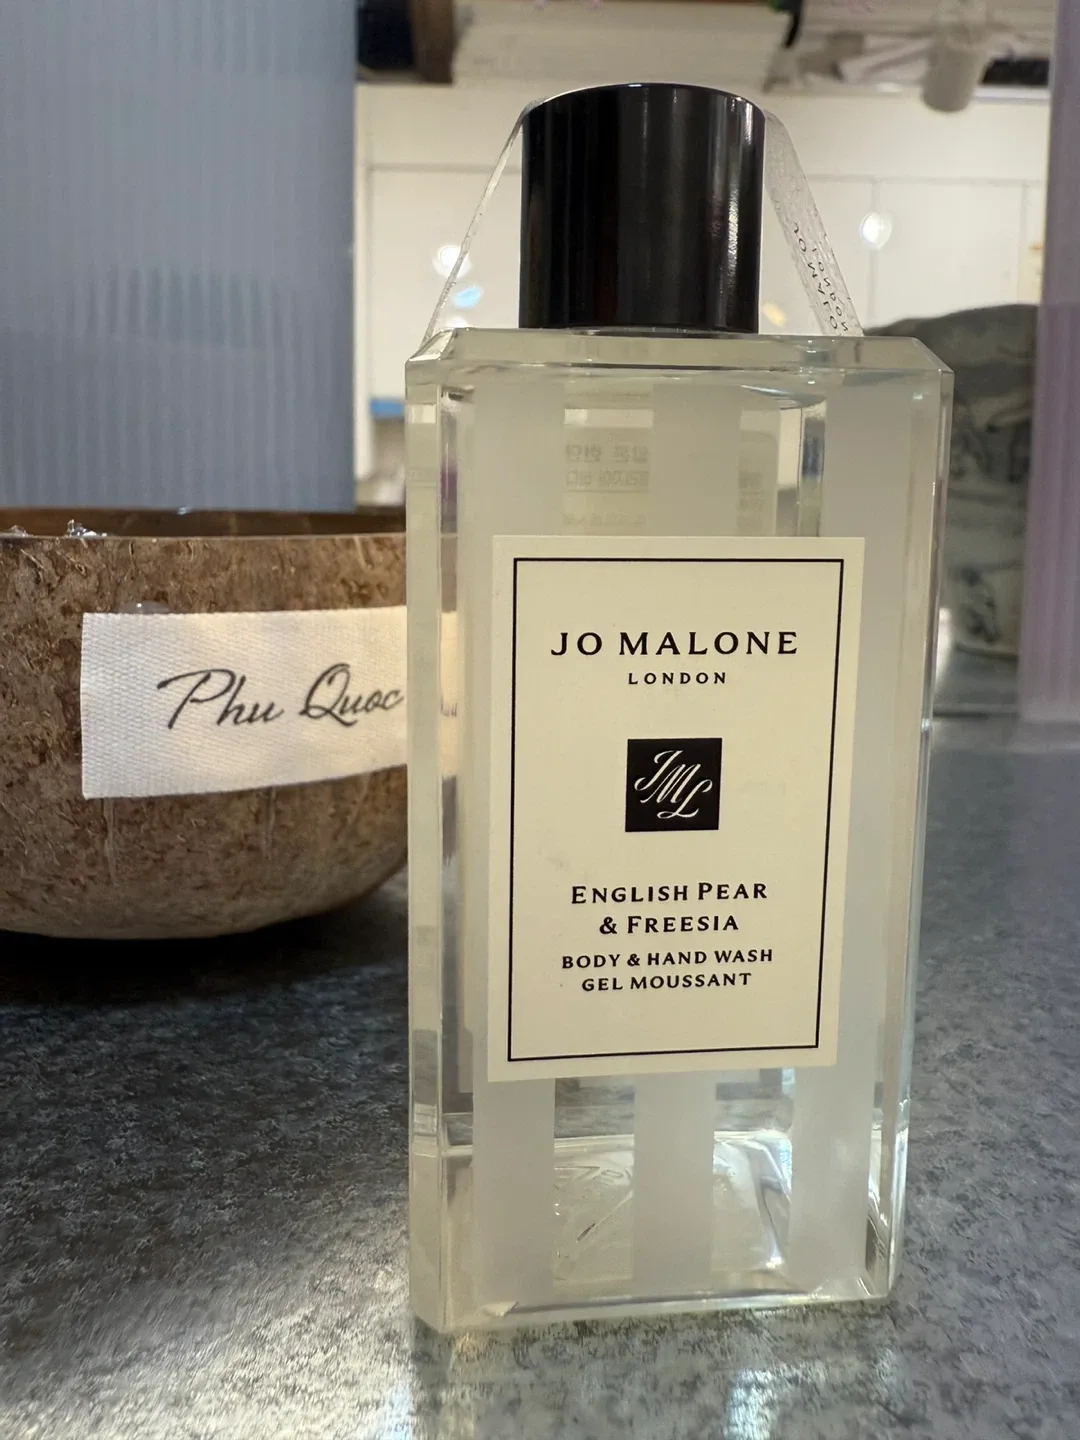 JO MALONE
LONDON
JML
ENGLISH PEAR
& FREESIA
BODY & HAND WASH
GEL MOUSSANT
Phu Quoc